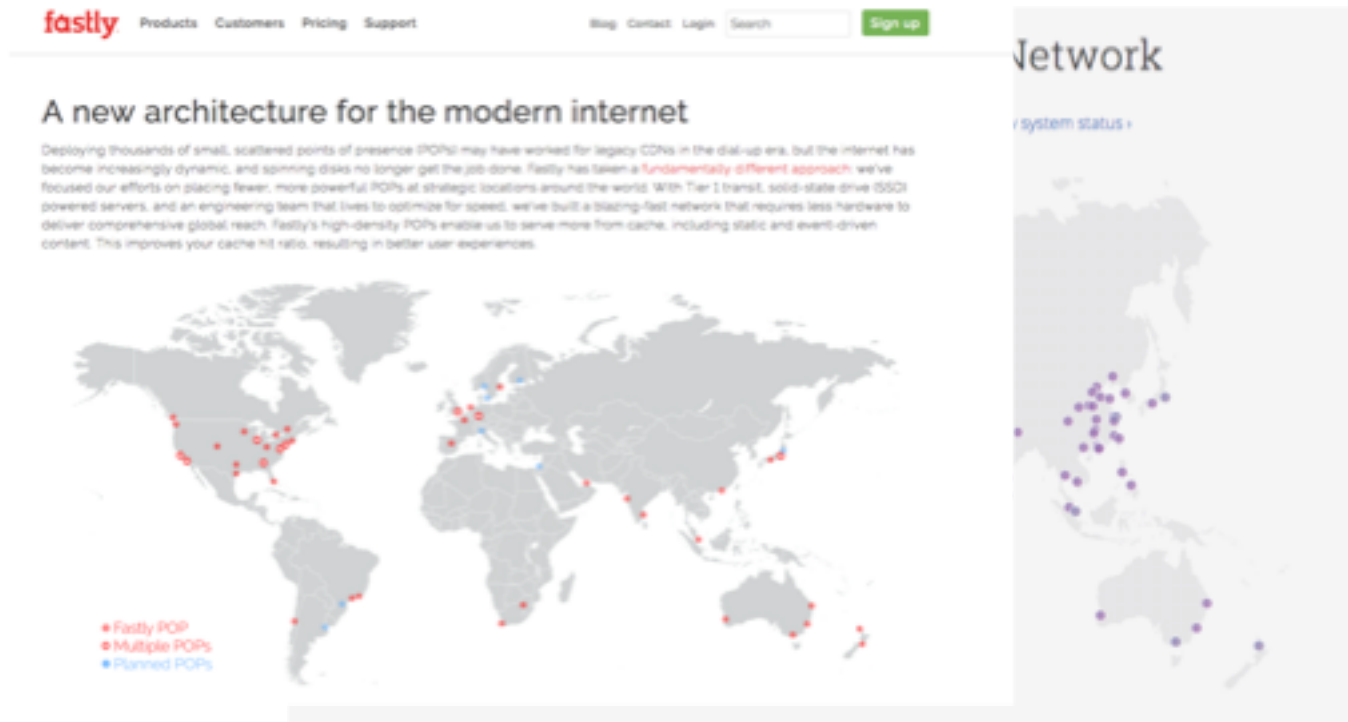 fastly Products Customers Pricing Support Blog Contact Login Search Sign up
Network
A new architecture for the modern internet
system status ›
Deploying thousands of small, scattered points of presence (POPs) may have worked for legacy CDNs in the dial-up era, but the internet has
become increasingly dynamic, and spinning disks no longer get the job done. Fastly has taken a fundamentally different approach: we've
focused our efforts on placing fewer, more powerful POPs at strategic locations around the world. With Tier 1 transit, solid-state drive (SSD)
powered servers, and an engineering team that lives to optimize for speed, we've built a blazing-fast network that requires less hardware to
deliver comprehensive global reach. Fastly's high-density POPs enable us to serve more from cache, including static and event-driven
content. This improves your cache hit ratio, resulting in better user experiences.
Fastly POP
Multiple POPs
Planned POPs